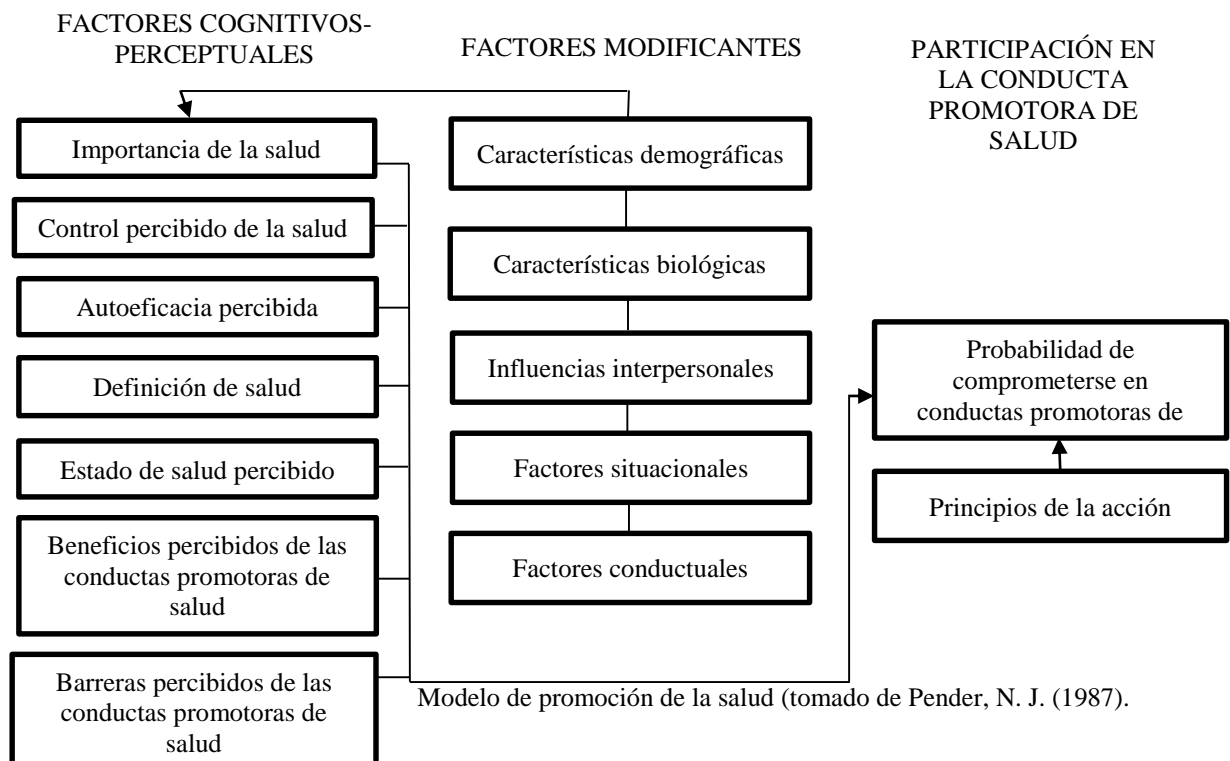 FACTORES COGNITIVOS-
PERCEPTUALES
Importancia de la salud
Control percibido de la salud
Autoeficacia percibida
Definición de salud
Estado de salud percibido
Beneficios percibidos de las
conductas promotoras de
salud
Barreras percibidos de las
conductas promotoras de
salud
FACTORES MODIFICANTES
Características demográficas
Características biológicas
Influencias interpersonales
Factores situacionales
Factores conductuales
PARTICIPACIÓN EN
LA CONDUCTA
PROMOTORA DE
SALUD
Probabilidad de
comprometerse en
conductas promotoras de
Principios de la acción
Modelo de promoción de la salud (tomado de Pender, N. J. (1987).